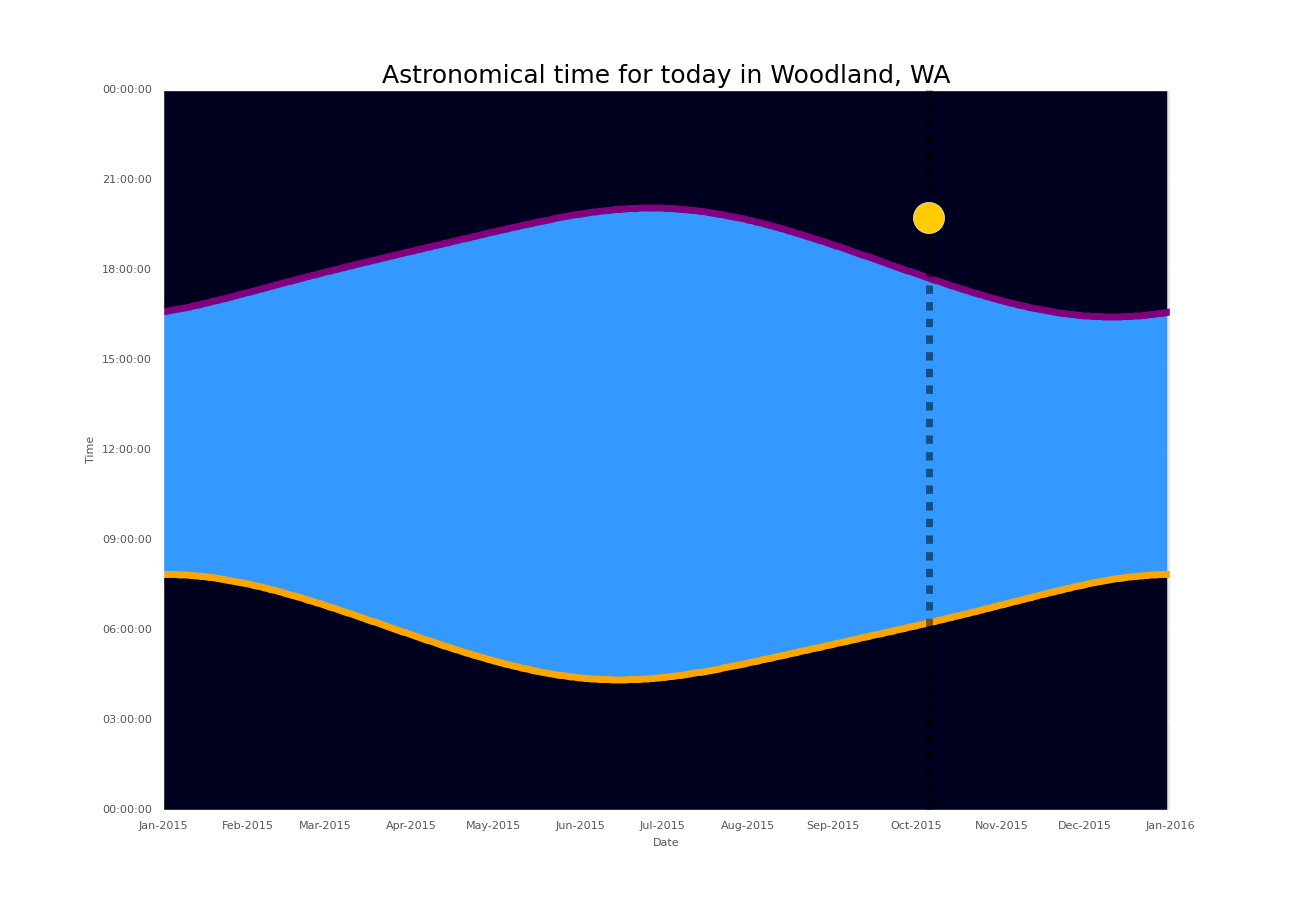 Astronomical time for today in Woodland, WA
00:00:00
21:00:00
18:00:00
15:00:00
12:00:00
Time
09:00:00
06:00:00
03:00:00
00:00:00
Jan-2015 Feb-2015 Mar-2015 Apr-2015 May-2015 Jun-2015 Jul-2015 Aug-2015 Sep-2015 Oct-2015 Nov-2015 Dec-2015 Jan-2016
Date